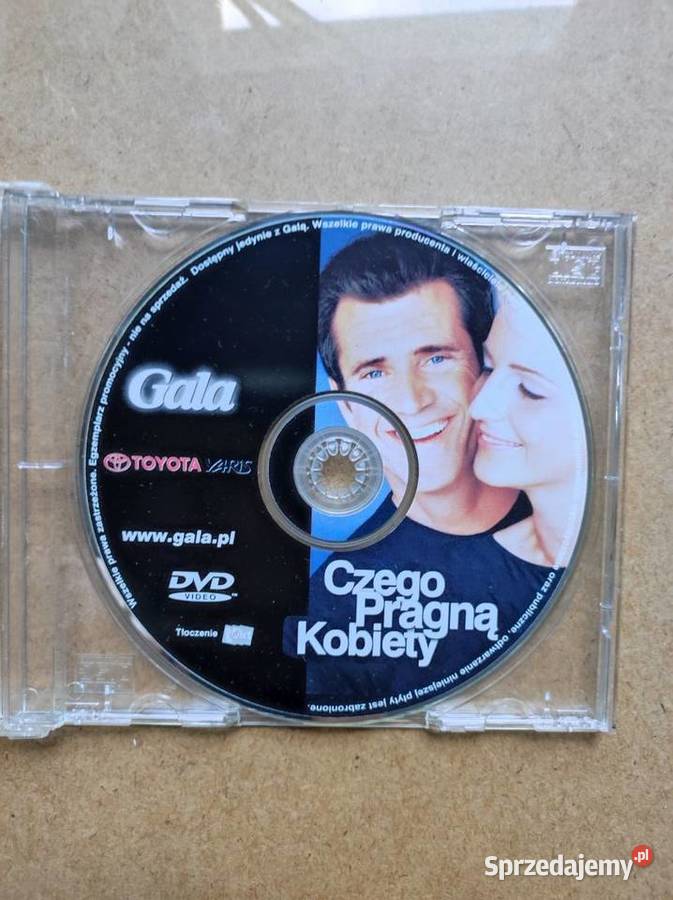 Wszelkie prawa zastrzeżone. Egzemplarz promocyjny - nie na sprzedaż. Dostępny jedynie z Galą. Wszelkie prawa producenta i właściciela
oraz publiczne, odtwarzanie niniejszej płyty jest zabronione.
Gala
TOYOTA YARIS
www.gala.pl
DVD
VIDEO
Tłoczenie
Czego
Pragną
Kobiety
Sprzedajemy.pl